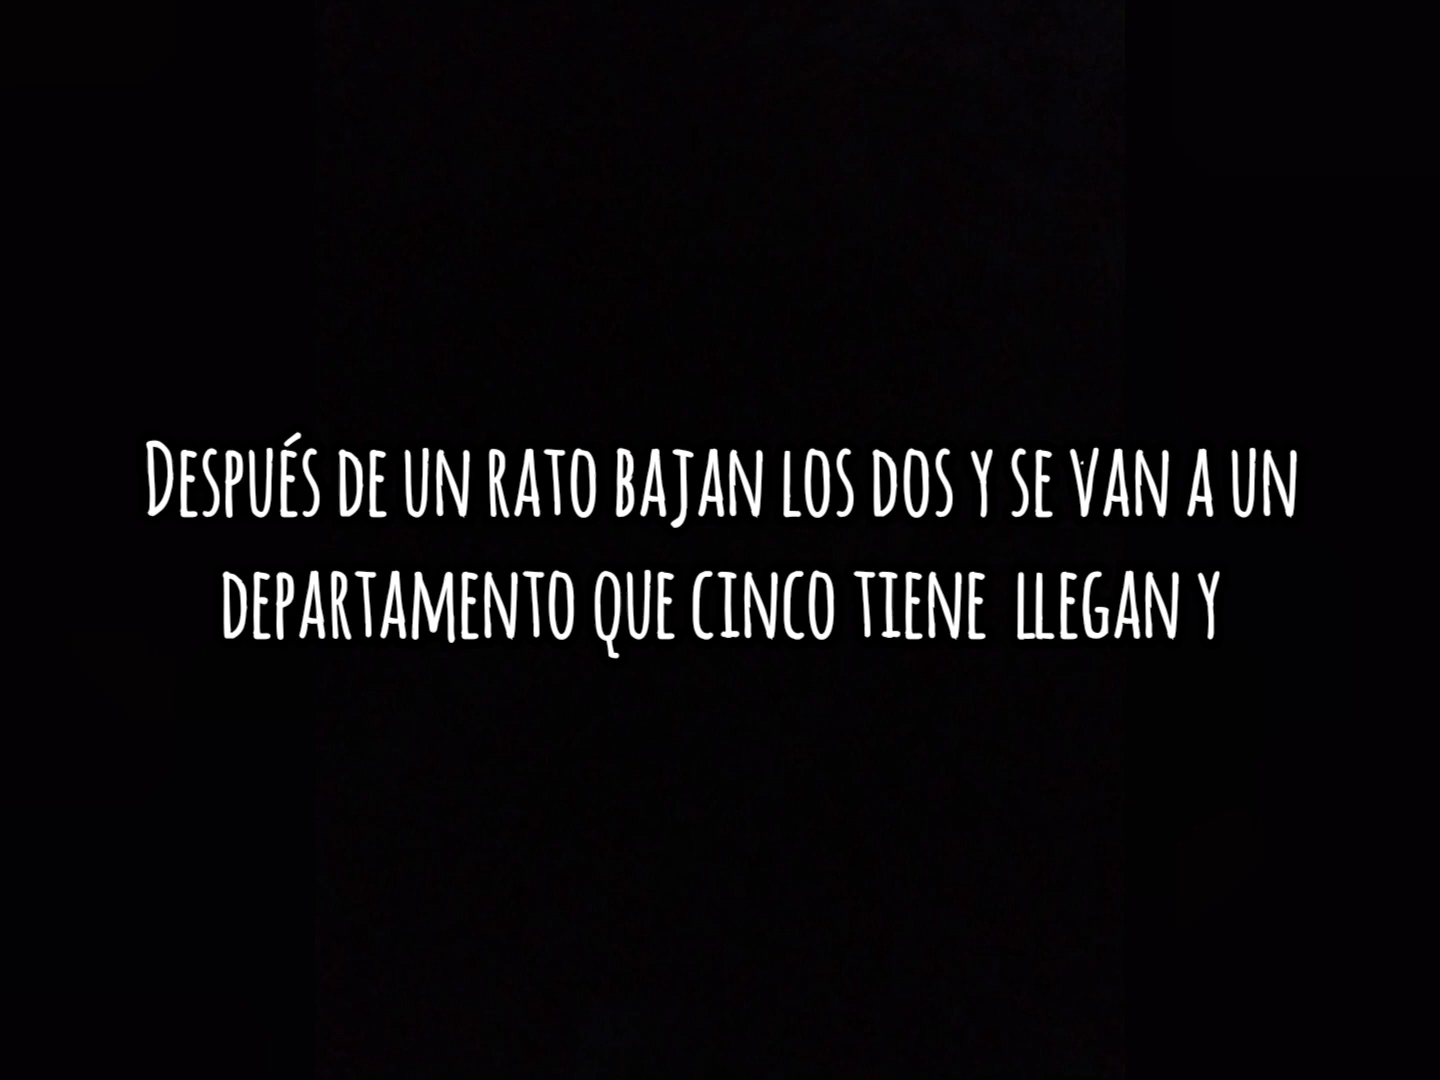 Después de un rato bajan los dos y se van a un
departamento que cinco tiene  llegan y